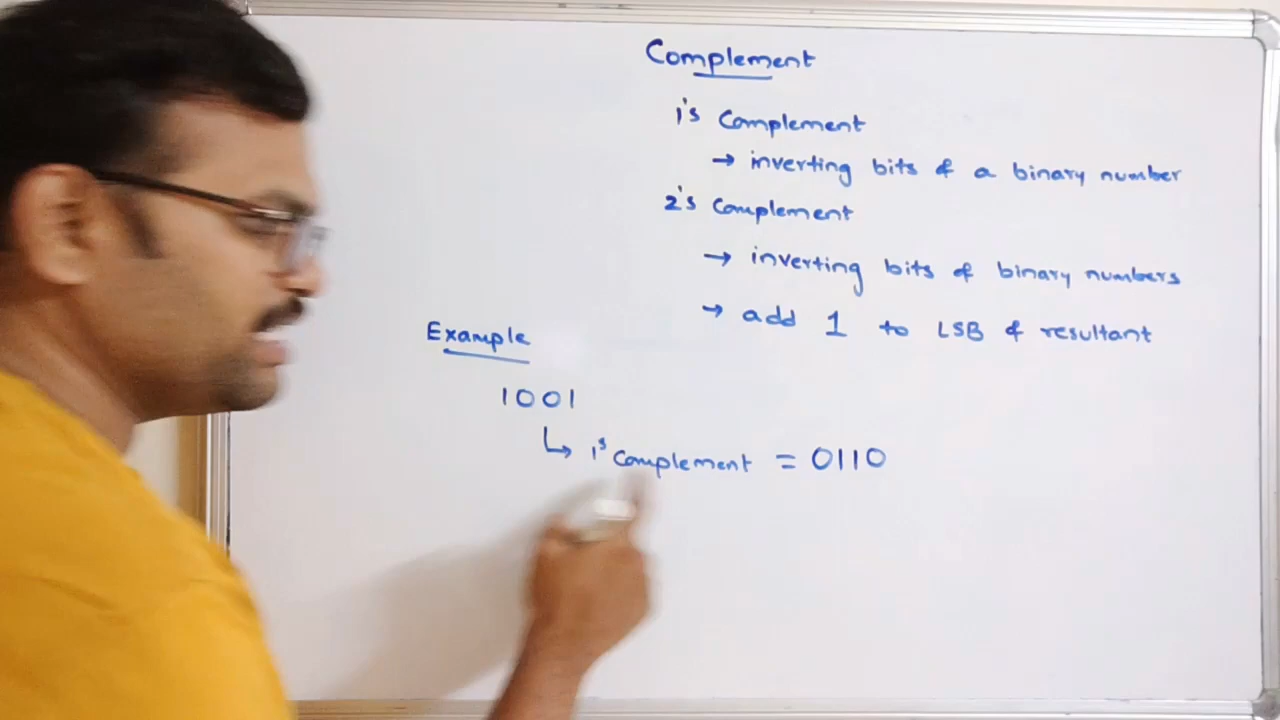 Complement
1's Complement
→ inverting bits of a binary number
2's Complement
→ inverting bits of binary numbers
→ add 1 to LSB of resultant
Example
1001
↳ 1's Complement = 0110